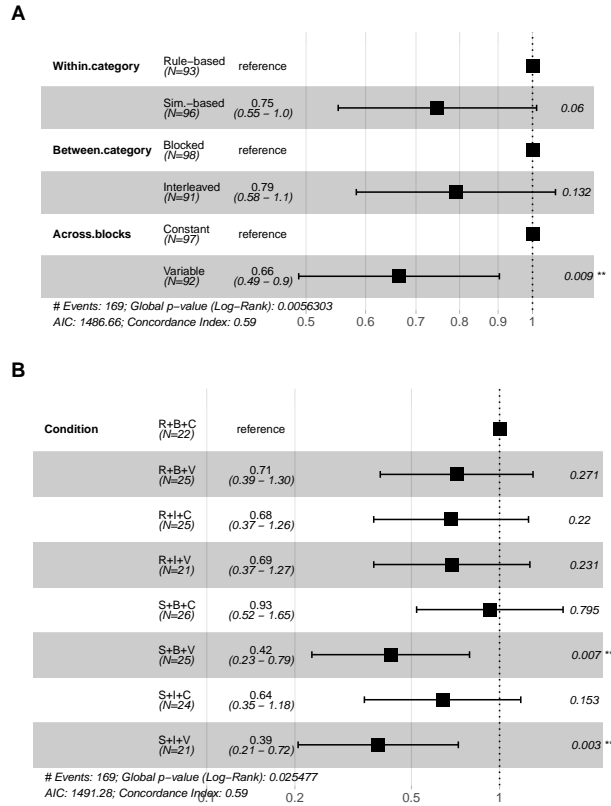 A
Within.category Rule−based reference
(N=93)
Sim.−based 0.75
(N=96) (0.55 − 1.0) 0.06
Between.category Blocked reference
(N=98)
Interleaved 0.79
(N=91) (0.58 − 1.1) 0.132
Across.blocks Constant reference
(N=97)
Variable 0.66
(N=92) (0.49 − 0.9) 0.009 **
# Events: 169; Global p−value (Log−Rank): 0.0056303
AIC: 1486.66; Concordance Index: 0.59
0.5 0.6 0.7 0.8 0.9 1
B
Condition R+B+C reference
(N=22)
R+B+V 0.71
(N=25) (0.39 − 1.30) 0.271
R+I+C 0.68
(N=25) (0.37 − 1.26) 0.22
R+I+V 0.69
(N=21) (0.37 − 1.27) 0.231
S+B+C 0.93
(N=26) (0.52 − 1.65) 0.795
S+B+V 0.42
(N=25) (0.23 − 0.79) 0.007 **
S+I+C 0.64
(N=24) (0.35 − 1.18) 0.153
S+I+V 0.39
(N=21) (0.21 − 0.72) 0.003 **
# Events: 169; Global p−value (Log−Rank): 0.025477
AIC: 1491.28; Concordance Index: 0.59
0.1 0.2 0.5 1